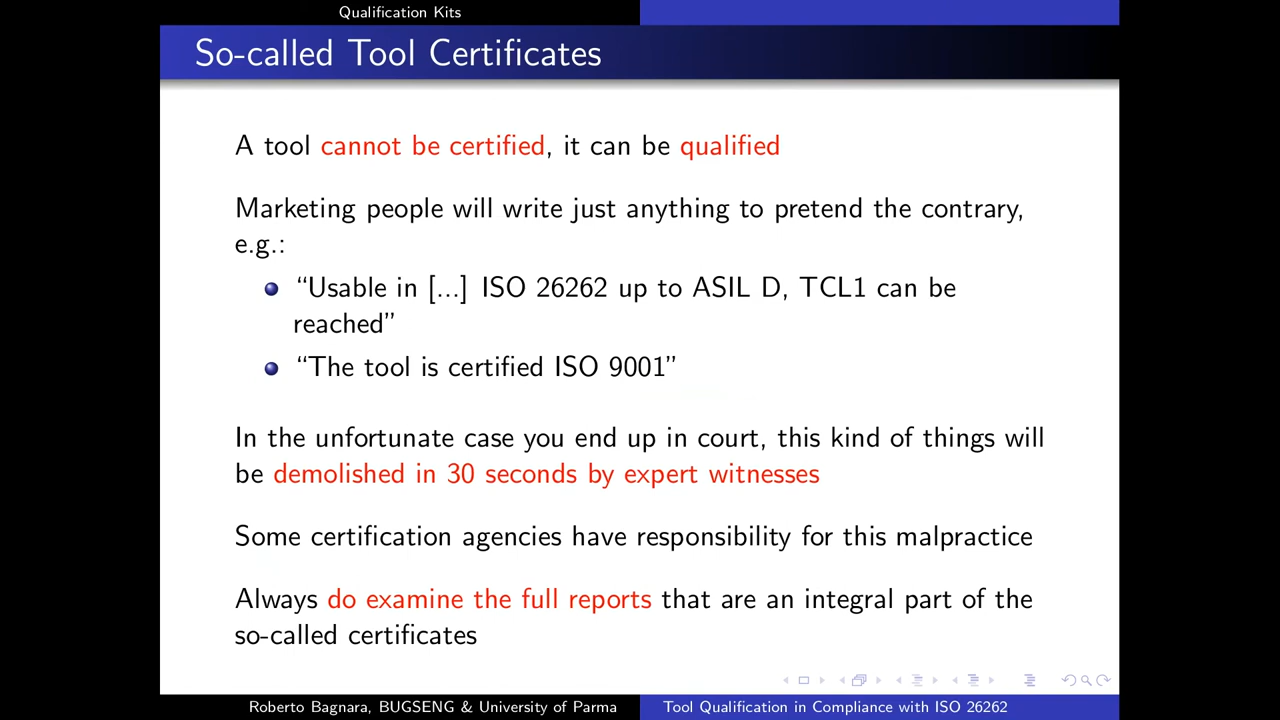 Qualification Kits
So-called Tool Certificates
A tool cannot be certified, it can be qualified
Marketing people will write just anything to pretend the contrary,
e.g.:
“Usable in [...] ISO 26262 up to ASIL D, TCL1 can be
reached”
“The tool is certified ISO 9001”
In the unfortunate case you end up in court, this kind of things will
be demolished in 30 seconds by expert witnesses
Some certification agencies have responsibility for this malpractice
Always do examine the full reports that are an integral part of the
so-called certificates
Roberto Bagnara, BUGSENG & University of Parma
Tool Qualification in Compliance with ISO 26262